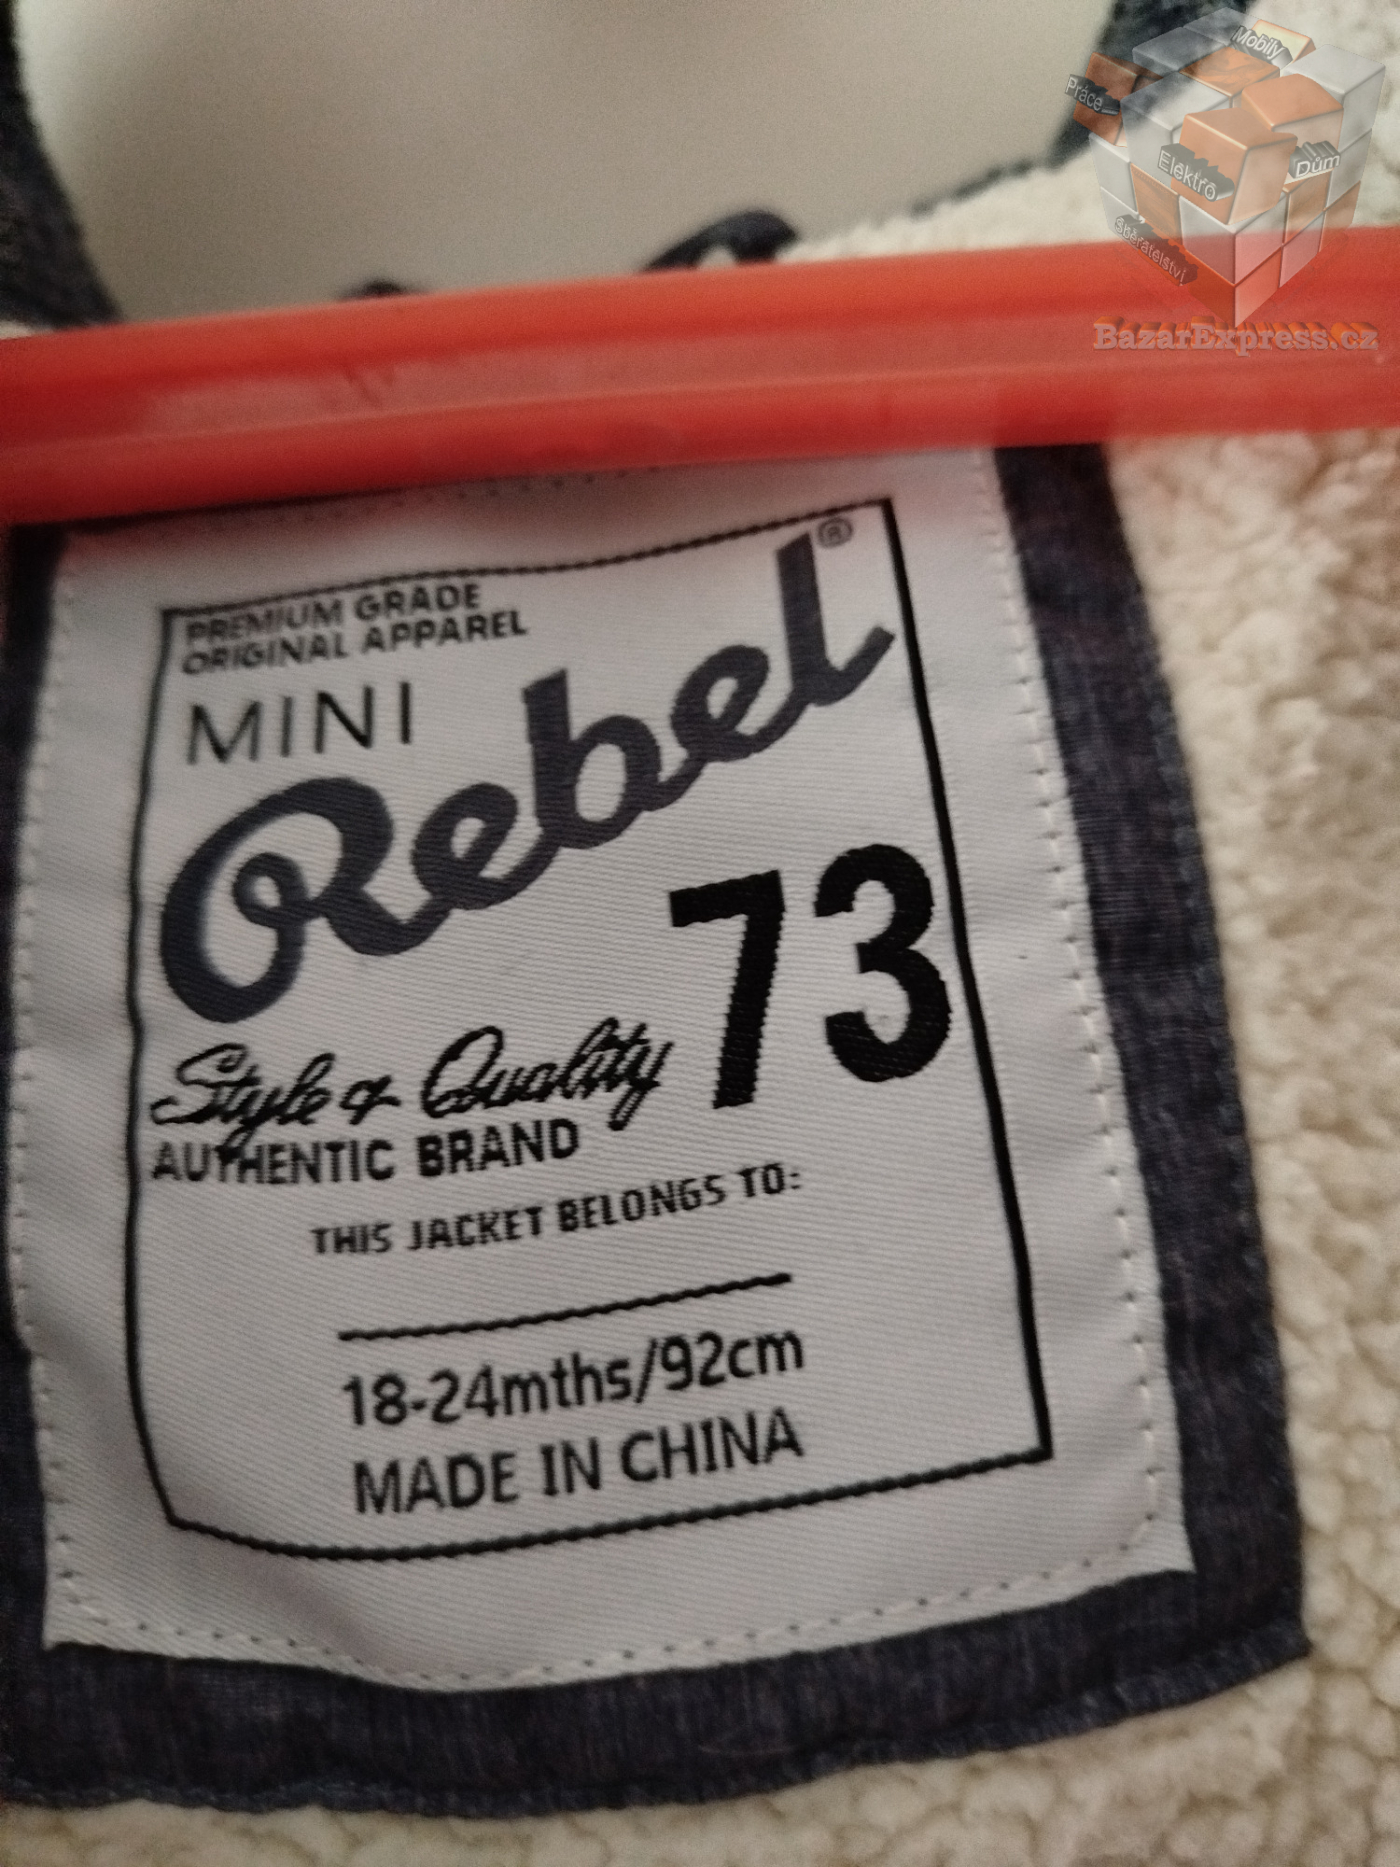 Mobily
Práce
Elektro
Dům
Sběratelství
BazarExpress.cz
PREMIUM GRADE
ORIGINAL APPAREL
MINI
Rebel®
73
Style & Quality
AUTHENTIC BRAND
THIS JACKET BELONGS TO:
18-24mths/92cm
MADE IN CHINA